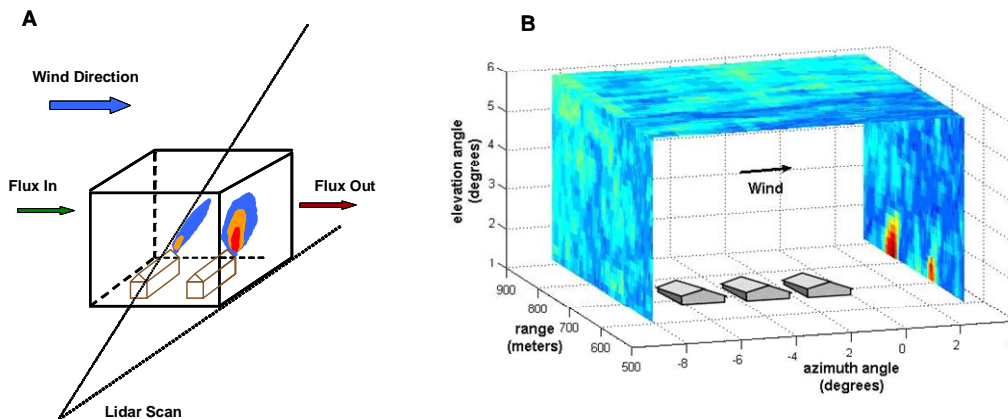 A
Wind Direction
Flux In
Flux Out
Lidar Scan
B
elevation angle
(degrees)
6
5
4
3
2
1
Wind
900
800
700
600
500
range
(meters)
-8
-6
-4
-2
0
2
azimuth angle
(degrees)